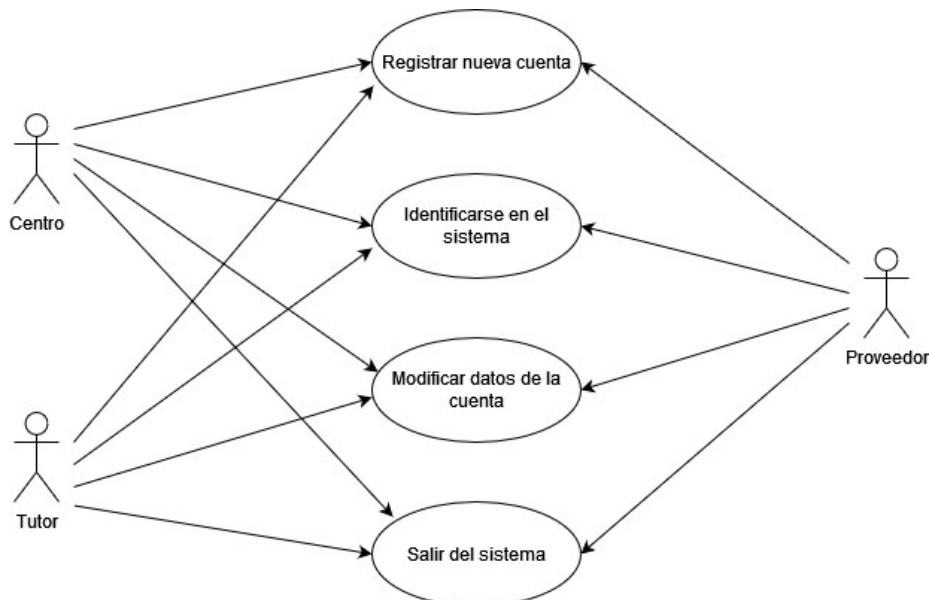 Registrar nueva cuenta
Centro
Identificarse en el
sistema
Proveedor
Modificar datos de la
cuenta
Tutor
Salir del sistema